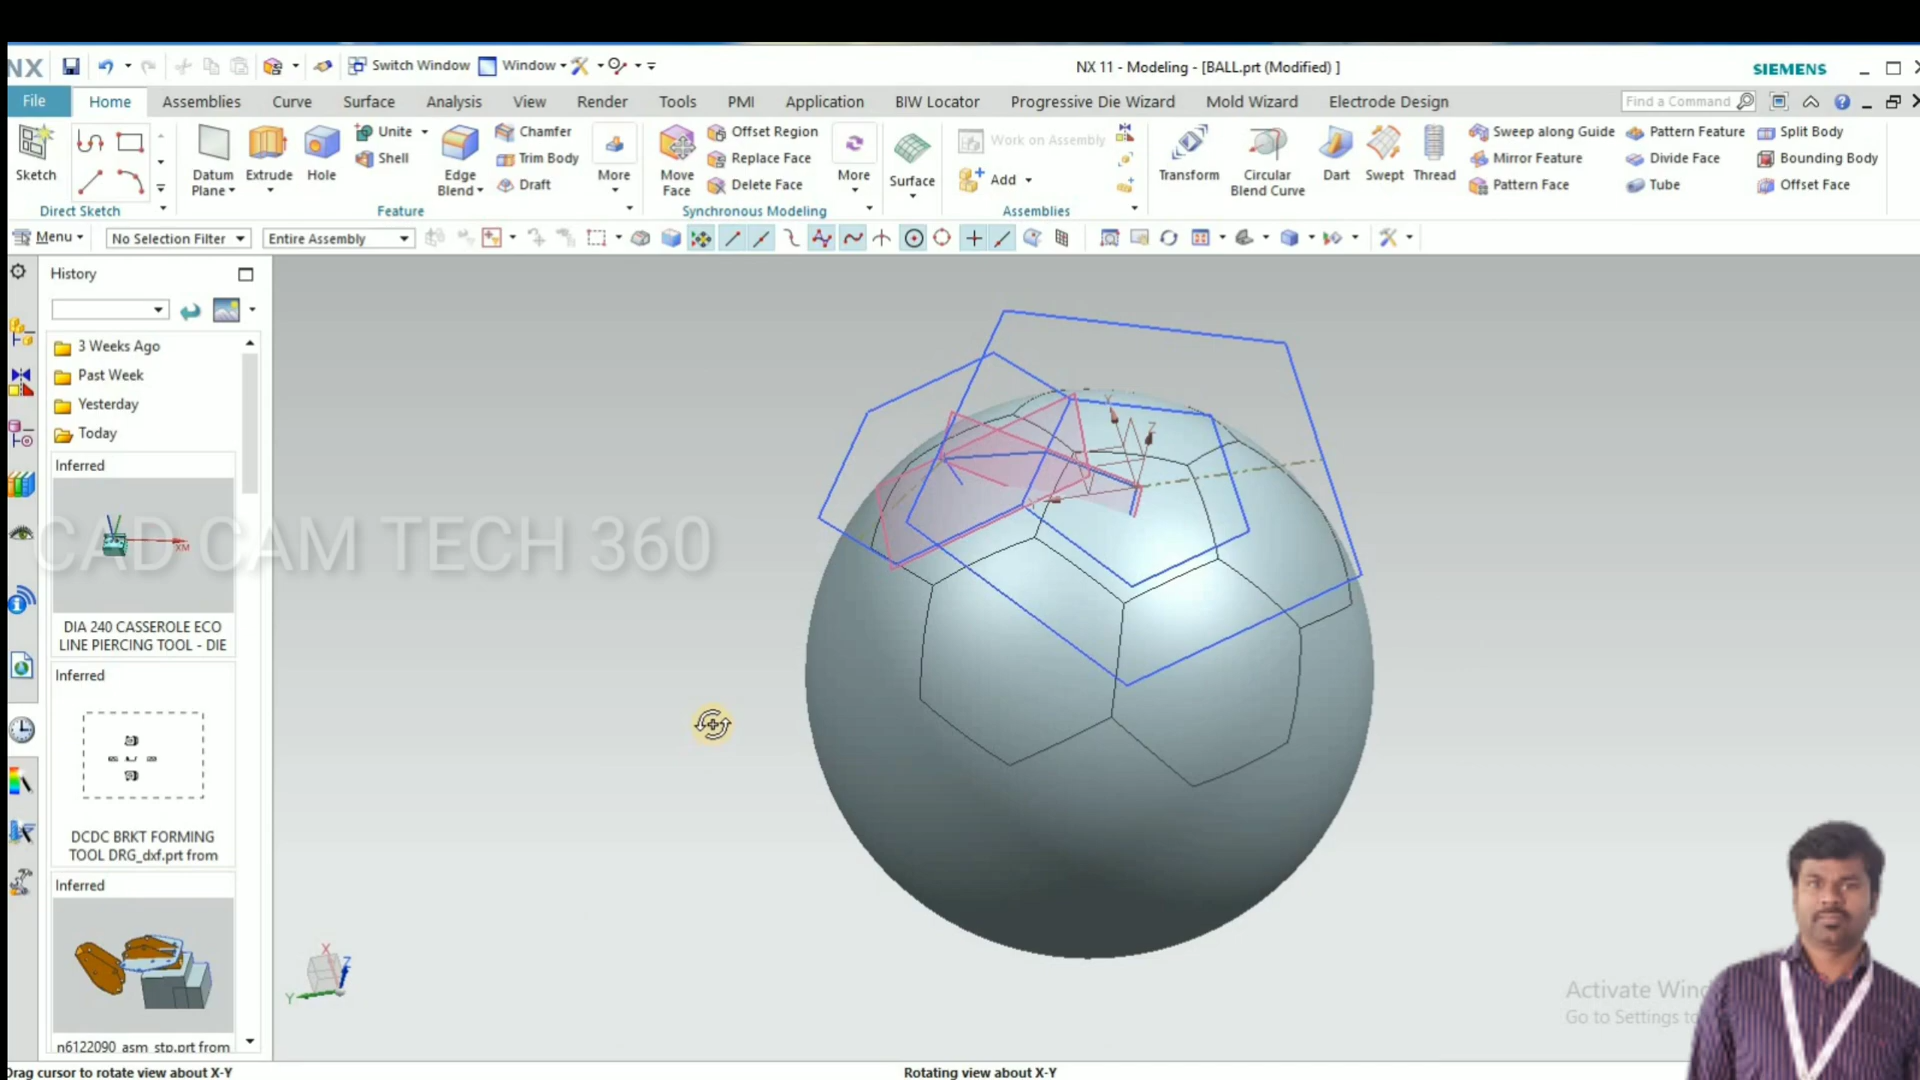 NX
Switch Window
Window
NX 11 - Modeling - [BALL.prt (Modified) ]
SIEMENS
File
Home
Assemblies
Curve
Surface
Analysis
View
Render
Tools
PMI
Application
BIW Locator
Progressive Die Wizard
Mold Wizard
Electrode Design
Find a Command
Sketch
Direct Sketch
Datum
Plane
Extrude
Hole
Unite
Shell
Edge
Blend
Chamfer
Trim Body
Draft
More
Feature
Move
Face
Offset Region
Replace Face
Delete Face
More
Synchronous Modeling
Surface
Work on Assembly
Add
Assemblies
Transform
Circular
Blend Curve
Dart
Swept
Thread
Sweep along Guide
Mirror Feature
Pattern Face
Pattern Feature
Divide Face
Tube
Split Body
Bounding Body
Offset Face
Menu
No Selection Filter
Entire Assembly
History
3 Weeks Ago
Past Week
Yesterday
Today
Inferred
XM
DIA 240 CASSEROLE ECO
LINE PIERCING TOOL - DIE
Inferred
DCDC BRKT FORMING
TOOL DRG_dxf.prt from
Inferred
n6122090_asm_stp.prt from
CAD CAM TECH 360
Y
Z
X
Z
Y
Activate Wind
Go to Settings to
Drag cursor to rotate view about X-Y
Rotating view about X-Y